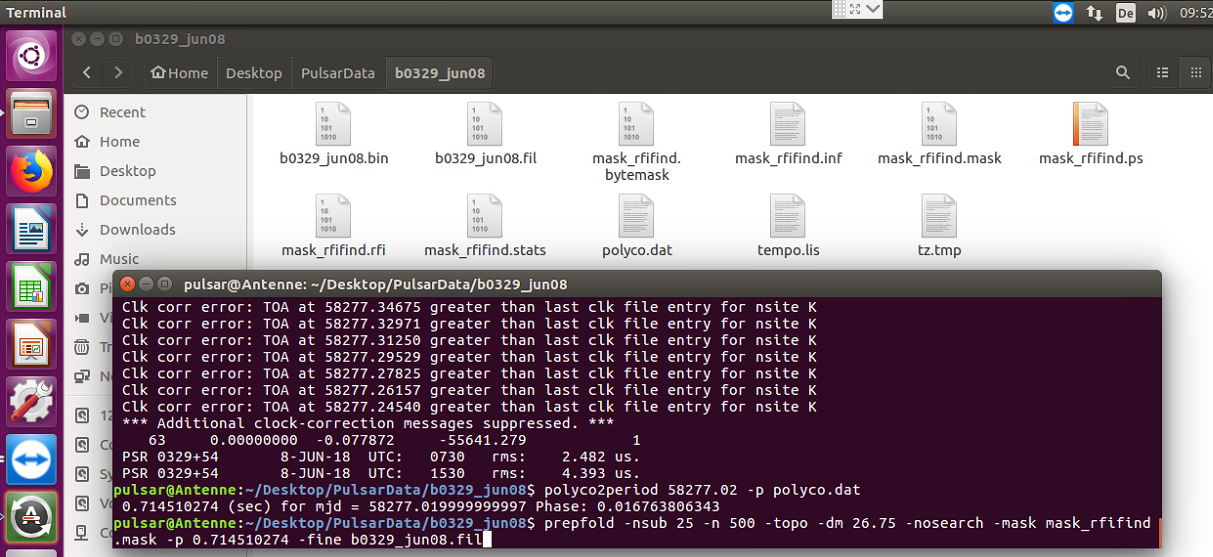 Terminal
De
09:52
b0329_jun08
Home
Desktop
PulsarData
b0329_jun08
Recent
Home
Desktop
Documents
Downloads
Music
b0329_jun08.bin
b0329_jun08.fil
mask_rfifind.
bytemask
mask_rfifind.inf
mask_rfifind.mask
mask_rfifind.ps
mask_rfifind.rfi
mask_rfifind.stats
polyco.dat
tempo.lis
tz.tmp
pulsar@Antenne: ~/Desktop/PulsarData/b0329_jun08
Clk corr error: TOA at 58277.34675 greater than last clk file entry for nsite K
Clk corr error: TOA at 58277.32971 greater than last clk file entry for nsite K
Clk corr error: TOA at 58277.31250 greater than last clk file entry for nsite K
Clk corr error: TOA at 58277.29529 greater than last clk file entry for nsite K
Clk corr error: TOA at 58277.27825 greater than last clk file entry for nsite K
Clk corr error: TOA at 58277.26157 greater than last clk file entry for nsite K
Clk corr error: TOA at 58277.24540 greater than last clk file entry for nsite K
*** Additional clock-correction messages suppressed. ***
63 0.00000000 -0.077872 -55641.279 1
PSR 0329+54 8-JUN-18 UTC: 0730 rms: 2.482 us.
PSR 0329+54 8-JUN-18 UTC: 1530 rms: 4.393 us.
pulsar@Antenne:~/Desktop/PulsarData/b0329_jun08$ polyco2period 58277.02 -p polyco.dat
0.714510274 (sec) for mjd = 58277.019999999997 Phase: 0.016763806343
pulsar@Antenne:~/Desktop/PulsarData/b0329_jun08$ prepfold -nsub 25 -n 500 -topo -dm 26.75 -nosearch -mask mask_rfifind
.mask -p 0.714510274 -fine b0329_jun08.fil